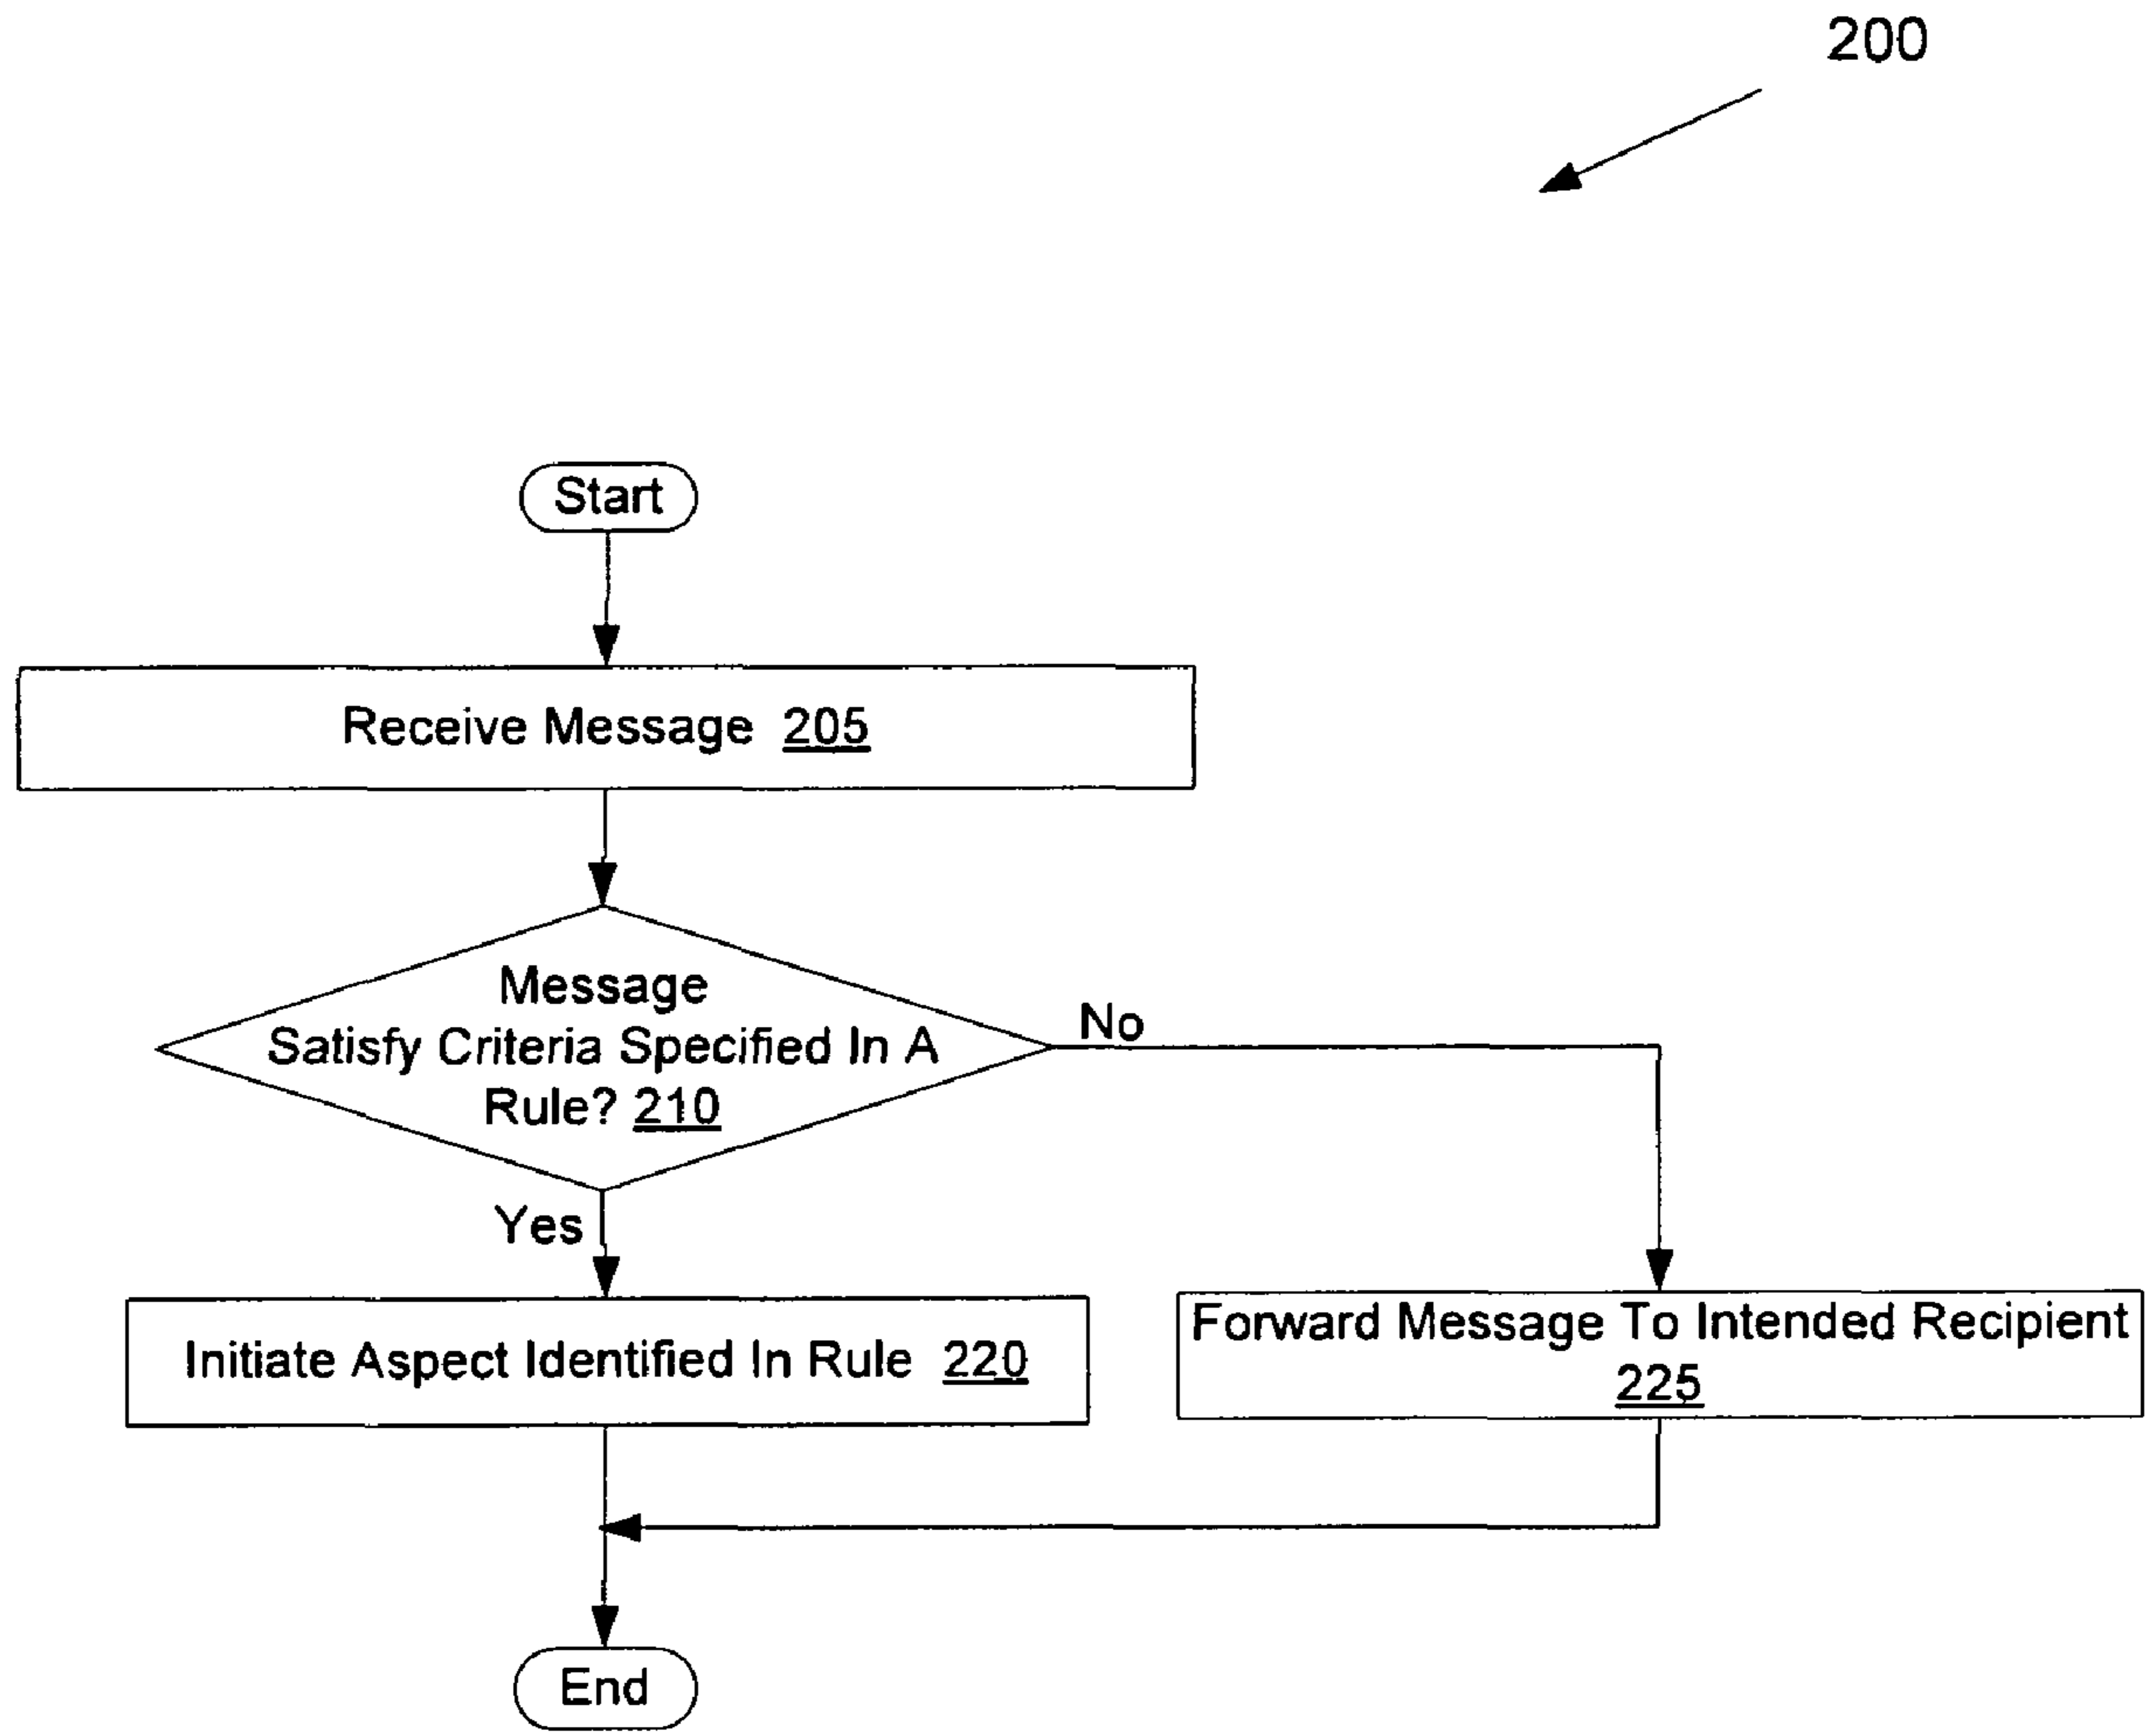 200
Start
Receive Message 205
Message
Satisfy Criteria Specified In A
Rule? 210
No
Yes
Initiate Aspect Identified In Rule 220
Forward Message To Intended Recipient
225
End